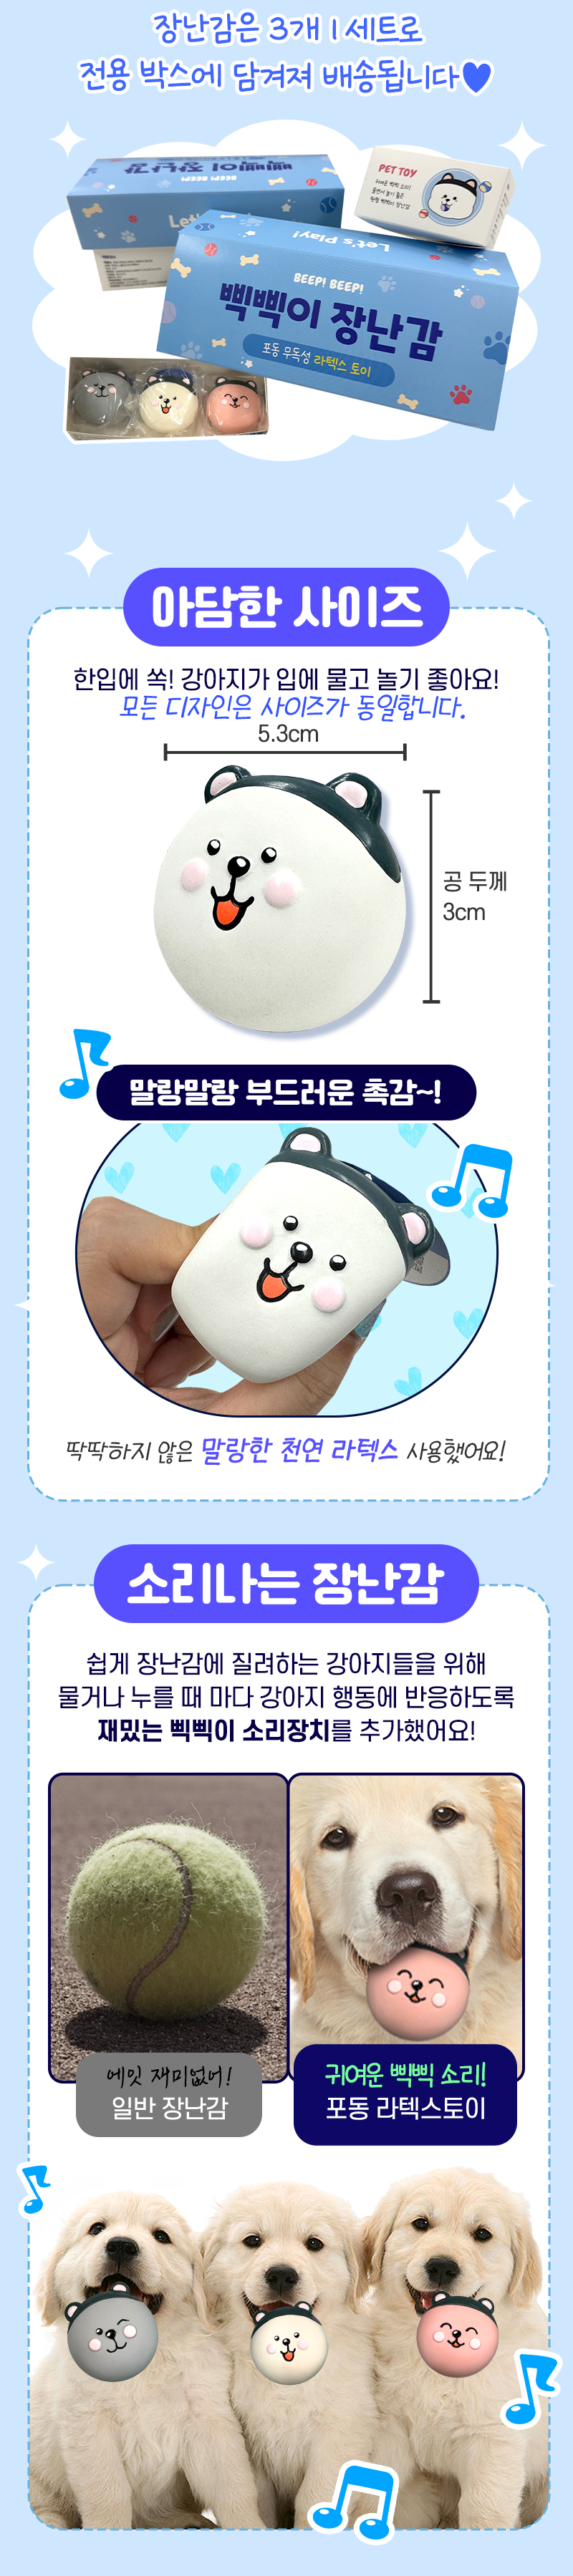 장난감은 3개 1세트로
전용 박스에 담겨져 배송됩니다♥
BEEP! BEEP!
삑삑이 장난감
Let's
PET TOY
Let's Play!
BEEP! BEEP!
삑삑이 장난감
포동 무독성 라텍스 토이
아담한 사이즈
한입에 쏙! 강아지가 입에 물고 놀기 좋아요!
모든 디자인은 사이즈가 동일합니다.
5.3cm
공 두께
3cm
말랑말랑 부드러운 촉감~!
딱딱하지 않은 말랑한 천연 라텍스 사용했어요!
소리나는 장난감
쉽게 장난감에 질려하는 강아지들을 위해
물거나 누를 때 마다 강아지 행동에 반응하도록
재밌는 삑삑이 소리장치를 추가했어요!
에잇 재미없어!
일반 장난감
귀여운 삑삑 소리!
포동 라텍스토이